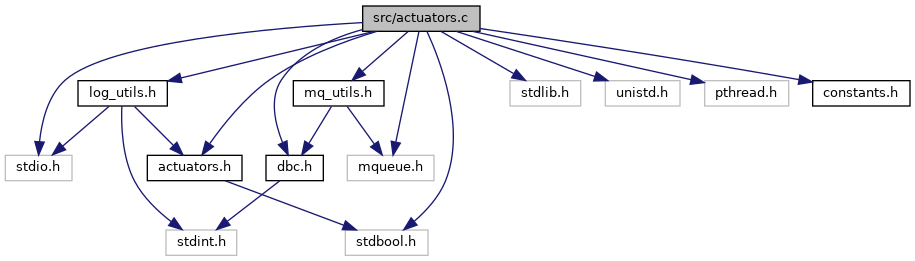 src/actuators.c
log_utils.h
mq_utils.h
stdlib.h
unistd.h
pthread.h
constants.h
stdio.h
actuators.h
dbc.h
mqueue.h
stdint.h
stdbool.h